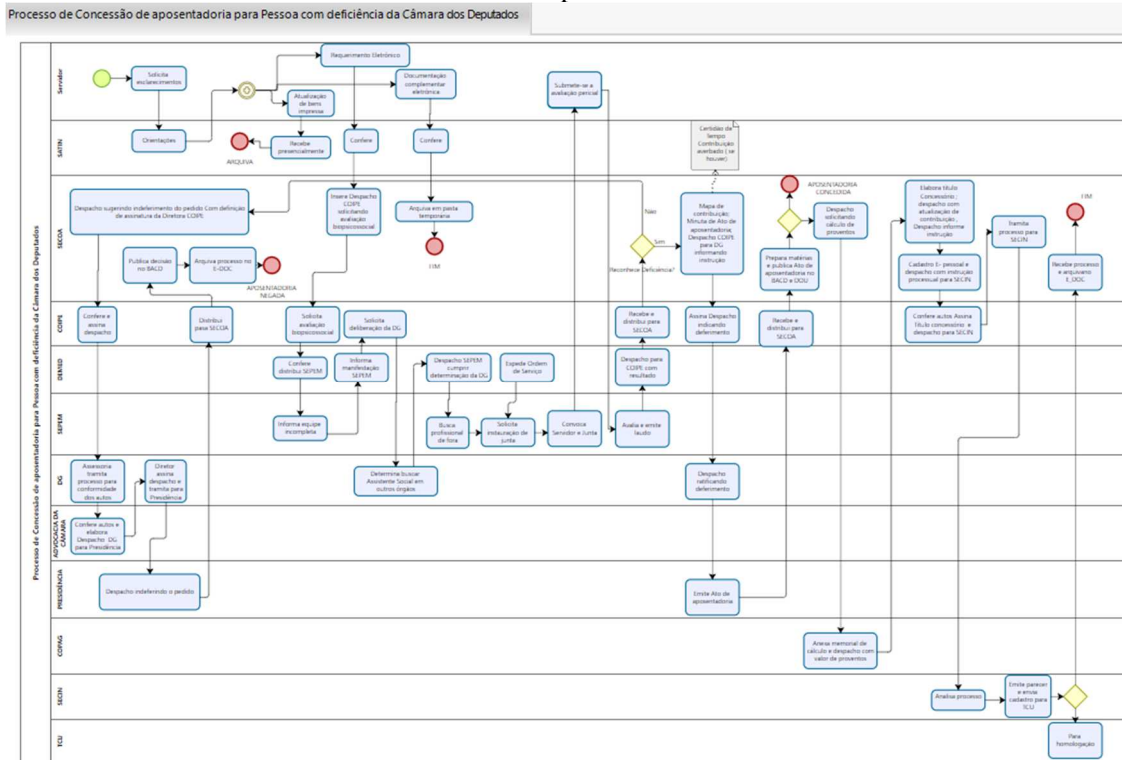 Processo de Concessão de aposentadoria para Pessoa com deficiência da Câmara dos Deputados
Processo de Concessão de aposentadoria para Pessoa com deficiência da Câmara dos Deputados
Servidor
Solicita
esclarecimentos
Requerimento Eletrônico
Atualização
de bens
impressa
Documentação
complementar
eletrônica
Submete-se a
avaliação pericial
SATIN
Orientações
ARQUIVA
Recebe
presencialmente
Confere
Confere
Certidão de
Tempo
Contribuição
averbado ( se
houver)
SECOA
Despacho sugerindo indeferimento do pedido Com definição
de assinatura da Diretora COIPE
Publica decisão
no BACD
Arquiva processo no
E-DOC
APOSENTADORIA
NEGADA
Insere Despacho
COIPE
solicitando
avaliação
biopsicossocial
Arquiva em pasta
temporária
FIM
Não
Sim
Reconhece Deficiência?
Mapa de
contribuição;
Minuta de Ato de
aposentadoria;
Despacho COIPE
para DG
informando
instrução
APOSENTADORIA
CONCEDIDA
Prepara matérias
e publica Ato de
aposentadoria no
BACD e DOU
Despacho
solicitando
cálculo de
proventos
Elabora título
Concessório ;
despacho som
atualização de
contribuição ,
Despacho informe
instrução
Cadastro E- pessoal e
despacho com instrução
processual para SECIN
Tramita
processo para
SECIN
FIM
Recebe processo
e arquivário
E_DOC
COIPE
Confere e
assina
despacho
Distribui
pasa SECOA
Solicita
avaliação
biopsicossocial
Solicita
deliberação da DG
Recebe e
distribui para
SECOA
Assina Despacho
indicando
deferimento
Recebe e
distribui para
SECOA
Confere autos Assina
Título concessório e
despacho para SECIN
DEMED
Confere
distribui SEPEM
Informa
manifestação
SEPEM
Despacho SEPEM
cumprir
determinação da DG
Expede Ordem
de Serviço
Despacho para
COIPE com
resultado
SEPEM
Informa equipe
incompleta
Busca
profissional
de fora
Solicita
instauração de
junta
Convoca
Servidor e Junta
Avalia e emite
laudo
DG
Assessoria
tramita
processo para
conformidade
dos autos
Diretor
assina
despacho e
tramita para
Presidência
Determina buscar
Assistente Social em
outros órgãos
Despacho
ratificando
deferimento
ADVOCACIA DA
CÂMARA
Confere autos e
elabora
Despacho DG
para Presidência
PRESIDÊNCIA
Despacho indeferindo o pedido
Emite Ato de
aposentadoria
COPAG
Anexa memorial de
cálculo e despacho com
valor de proventos
SECIN
Analisa processo
Emite parecer
e envia
cadastro para
TCU
TCU
Para
homologação